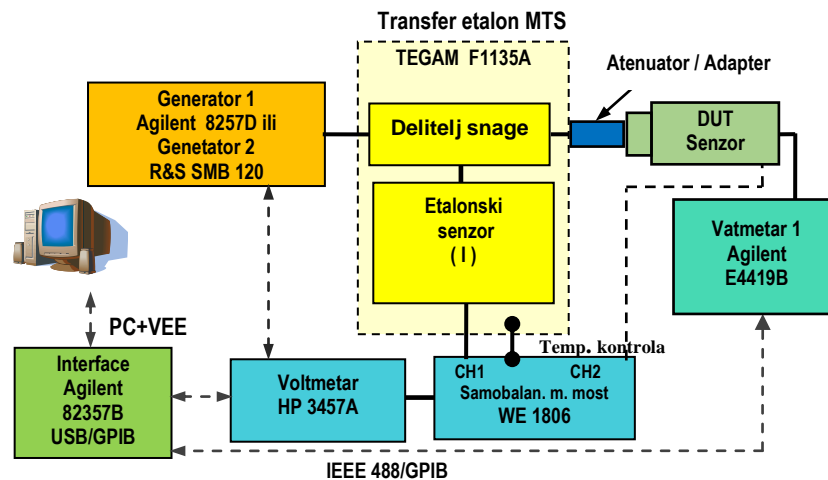 Transfer etalon MTS
TEGAM F1135A
Atenuator / Adapter
Generator 1
Agilent 8257D ili
Genetator 2
R&S SMB 120
Delitelj snage
DUT
Senzor
Etalonski
senzor
( I )
Vatmetar 1
Agilent
E4419B
PC+VEE
Temp. kontrola
Interface
Agilent
82357B
USB/GPIB
Voltmetar
HP 3457A
CH1 CH2
Samobalan. m. most
WE 1806
IEEE 488/GPIB